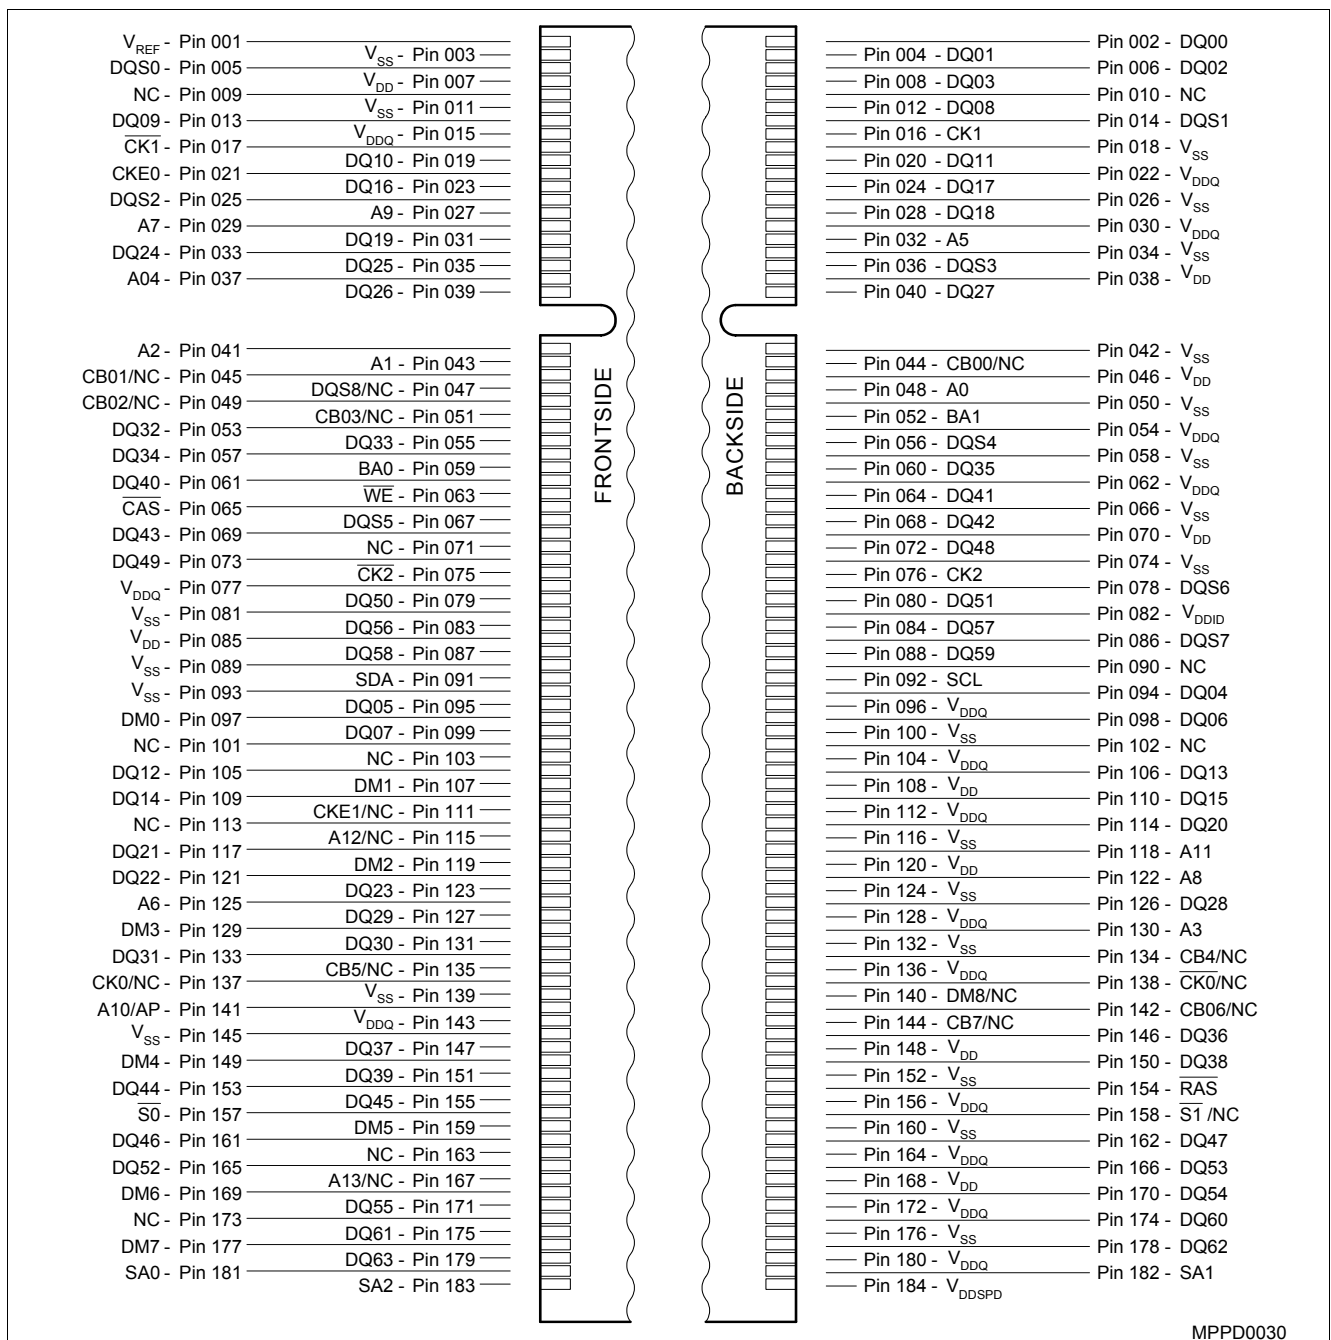 VREF - Pin 001
VSS - Pin 003
DQS0 - Pin 005
VDD - Pin 007
NC - Pin 009
VSS - Pin 011
DQ09 - Pin 013
VDDQ - Pin 015
C̅K̅1̅ - Pin 017
DQ10 - Pin 019
CKE0 - Pin 021
DQ16 - Pin 023
DQS2 - Pin 025
A9 - Pin 027
A7 - Pin 029
DQ19 - Pin 031
DQ24 - Pin 033
DQ25 - Pin 035
A04 - Pin 037
DQ26 - Pin 039
A2 - Pin 041
A1 - Pin 043
CB01/NC - Pin 045
DQS8/NC - Pin 047
CB02/NC - Pin 049
CB03/NC - Pin 051
DQ32 - Pin 053
DQ33 - Pin 055
DQ34 - Pin 057
BA0 - Pin 059
DQ40 - Pin 061
W̅E̅ - Pin 063
C̅A̅S̅ - Pin 065
DQS5 - Pin 067
DQ43 - Pin 069
NC - Pin 071
DQ49 - Pin 073
C̅K̅2̅ - Pin 075
VDDQ - Pin 077
DQ50 - Pin 079
VSS - Pin 081
DQ56 - Pin 083
VDD - Pin 085
DQ58 - Pin 087
VSS - Pin 089
SDA - Pin 091
VSS - Pin 093
DQ05 - Pin 095
DM0 - Pin 097
DQ07 - Pin 099
NC - Pin 101
NC - Pin 103
DQ12 - Pin 105
DM1 - Pin 107
DQ14 - Pin 109
CKE1/NC - Pin 111
NC - Pin 113
A12/NC - Pin 115
DQ21 - Pin 117
DM2 - Pin 119
DQ22 - Pin 121
DQ23 - Pin 123
A6 - Pin 125
DQ29 - Pin 127
DM3 - Pin 129
DQ30 - Pin 131
DQ31 - Pin 133
CB5/NC - Pin 135
CK0/NC - Pin 137
VSS - Pin 139
A10/AP - Pin 141
VDDQ - Pin 143
VSS - Pin 145
DQ37 - Pin 147
DM4 - Pin 149
DQ39 - Pin 151
DQ44 - Pin 153
DQ45 - Pin 155
S̅0̅ - Pin 157
DM5 - Pin 159
DQ46 - Pin 161
NC - Pin 163
DQ52 - Pin 165
A13/NC - Pin 167
DM6 - Pin 169
DQ55 - Pin 171
NC - Pin 173
DQ61 - Pin 175
DM7 - Pin 177
DQ63 - Pin 179
SA0 - Pin 181
SA2 - Pin 183
FRONTSIDE
BACKSIDE
Pin 002 - DQ00
Pin 004 - DQ01
Pin 006 - DQ02
Pin 008 - DQ03
Pin 010 - NC
Pin 012 - DQ08
Pin 014 - DQS1
Pin 016 - CK1
Pin 018 - VSS
Pin 020 - DQ11
Pin 022 - VDDQ
Pin 024 - DQ17
Pin 026 - VSS
Pin 028 - DQ18
Pin 030 - VDDQ
Pin 032 - A5
Pin 034 - VSS
Pin 036 - DQS3
Pin 038 - VDD
Pin 040 - DQ27
Pin 042 - VSS
Pin 044 - CB00/NC
Pin 046 - VDD
Pin 048 - A0
Pin 050 - VSS
Pin 052 - BA1
Pin 054 - VDDQ
Pin 056 - DQS4
Pin 058 - VSS
Pin 060 - DQ35
Pin 062 - VDDQ
Pin 064 - DQ41
Pin 066 - VSS
Pin 068 - DQ42
Pin 070 - VDD
Pin 072 - DQ48
Pin 074 - VSS
Pin 076 - CK2
Pin 078 - DQS6
Pin 080 - DQ51
Pin 082 - VDDID
Pin 084 - DQ57
Pin 086 - DQS7
Pin 088 - DQ59
Pin 090 - NC
Pin 092 - SCL
Pin 094 - DQ04
Pin 096 - VDDQ
Pin 098 - DQ06
Pin 100 - VSS
Pin 102 - NC
Pin 104 - VDDQ
Pin 106 - DQ13
Pin 108 - VDD
Pin 110 - DQ15
Pin 112 - VDDQ
Pin 114 - DQ20
Pin 116 - VSS
Pin 118 - A11
Pin 120 - VDD
Pin 122 - A8
Pin 124 - VSS
Pin 126 - DQ28
Pin 128 - VDDQ
Pin 130 - A3
Pin 132 - VSS
Pin 134 - CB4/NC
Pin 136 - VDDQ
Pin 138 - C̅K̅0̅/NC
Pin 140 - DM8/NC
Pin 142 - CB06/NC
Pin 144 - CB7/NC
Pin 146 - DQ36
Pin 148 - VDD
Pin 150 - DQ38
Pin 152 - VSS
Pin 154 - R̅A̅S̅
Pin 156 - VDDQ
Pin 158 - S̅1̅ /NC
Pin 160 - VSS
Pin 162 - DQ47
Pin 164 - VDDQ
Pin 166 - DQ53
Pin 168 - VDD
Pin 170 - DQ54
Pin 172 - VDDQ
Pin 174 - DQ60
Pin 176 - VSS
Pin 178 - DQ62
Pin 180 - VDDQ
Pin 182 - SA1
Pin 184 - VDDSPD
MPPD0030